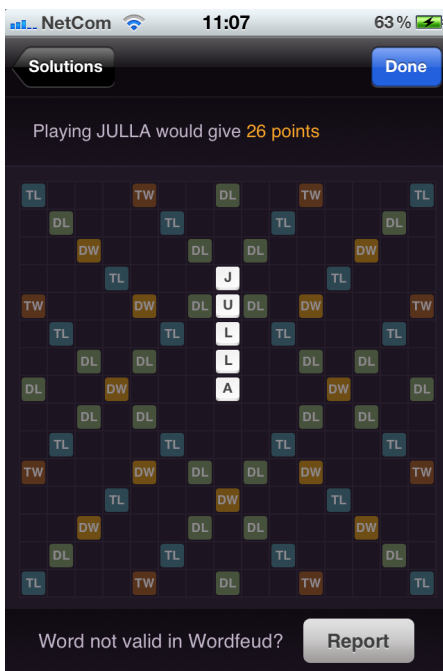 NetCom 11:07 63 %
Solutions Done
Playing JULLA would give 26 points
TL TW DL TW TL
DL TL TL DL
DW DL DL DW
TL J TL
TW DW DL U DL DW TW
TL TL L TL TL
DL DL L DL DL
DL DW A DW DL
DL DL DL DL
TL TL TL TL
TW DW DL DL DW TW
TL DW TL
DW DL DL DW
DL TL TL DL
TL TW DL TW TL
Word not valid in Wordfeud? Report